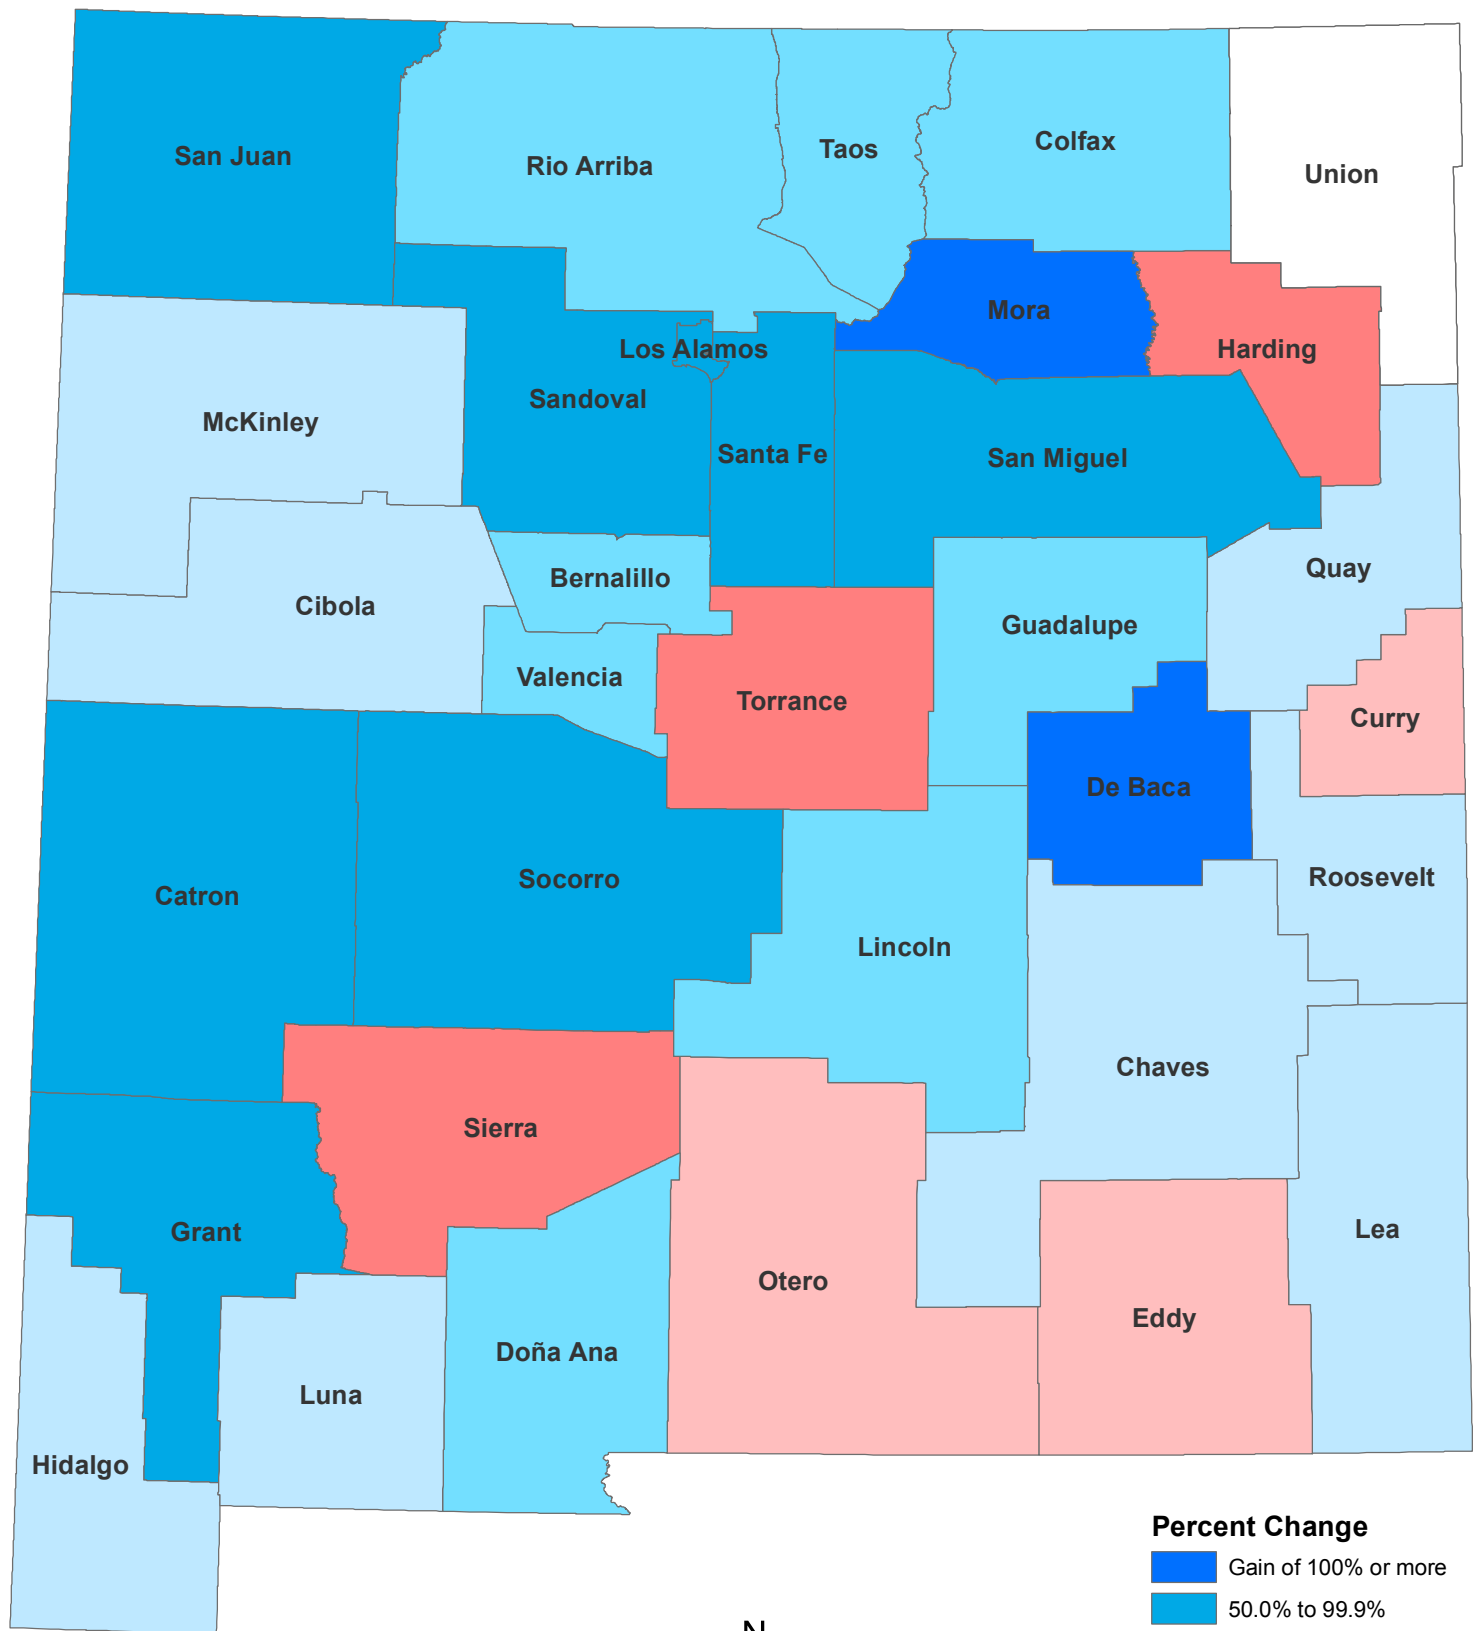 San Juan
Rio Arriba
Taos
Colfax
Union
Mora
Harding
Los Alamos
Sandoval
McKinley
Santa Fe
San Miguel
Quay
Bernalillo
Cibola
Guadalupe
Valencia
Torrance
Curry
De Baca
Roosevelt
Socorro
Catron
Lincoln
Chaves
Sierra
Grant
Lea
Otero
Eddy
Doña Ana
Luna
Hidalgo
Percent Change
Gain of 100% or more
50.0% to 99.9%
N